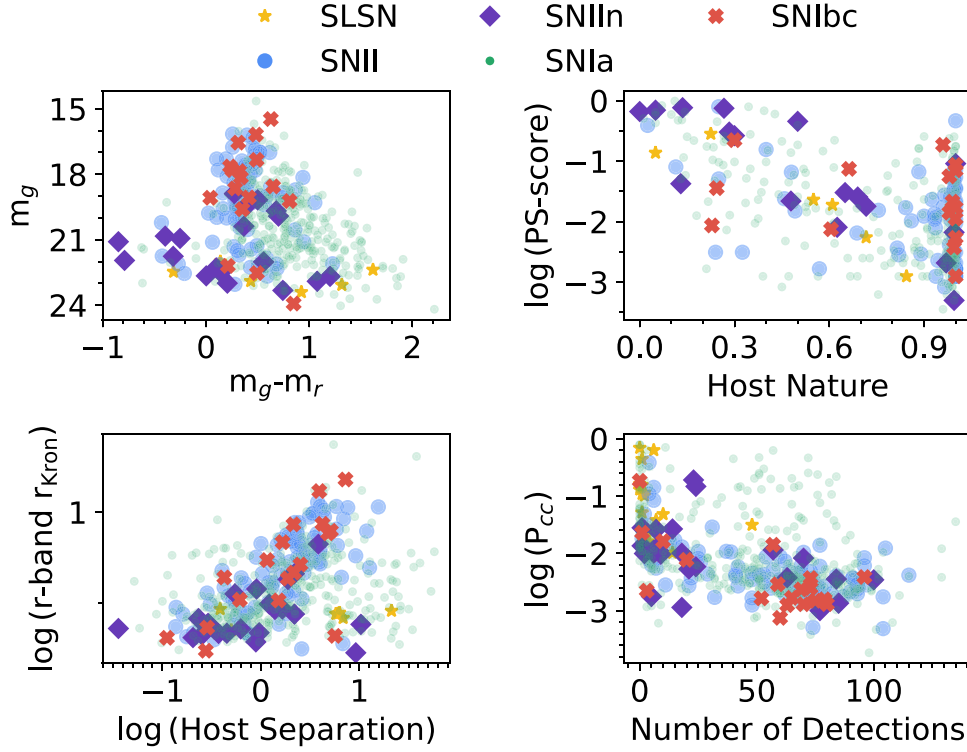 SLSN SNIIn SNIbc
SNII SNIa
15
18
21
24
m_g
−1 0 1 2
m_g-m_r
0
−1
−2
−3
log (PS-score)
0.0 0.3 0.6 0.9
Host Nature
1
log (r-band r_Kron)
−1 0 1
log (Host Separation)
0
−1
−2
−3
log (P_cc)
0 50 100
Number of Detections